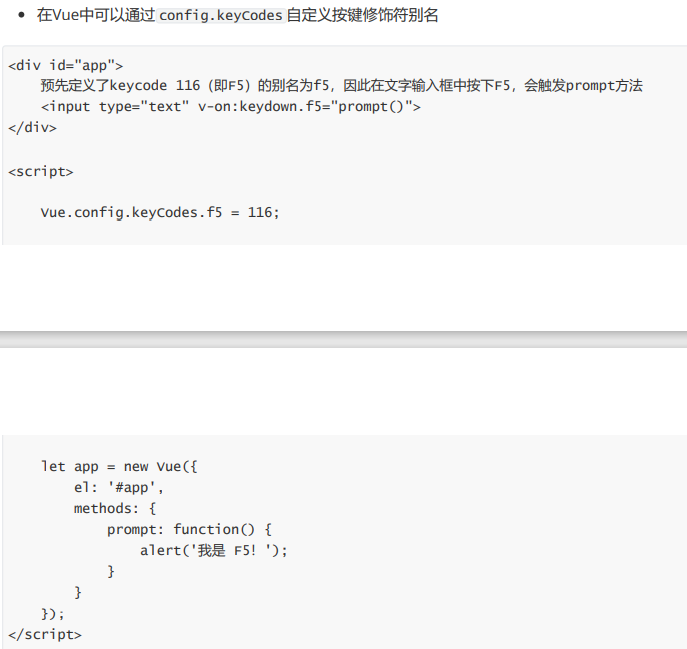 在Vue中可以通过 config.keyCodes 自定义按键修饰符别名
<div id="app">
    预先定义了keycode 116（即F5）的别名为f5，因此在文字输入框中按下F5，会触发prompt方法
    <input type="text" v-on:keydown.f5="prompt()">
</div>
<script>
    Vue.config.keyCodes.f5 = 116;
    let app = new Vue({
        el: '#app',
        methods: {
            prompt: function() {
                alert('我是 F5！');
            }
        }
    });
</script>